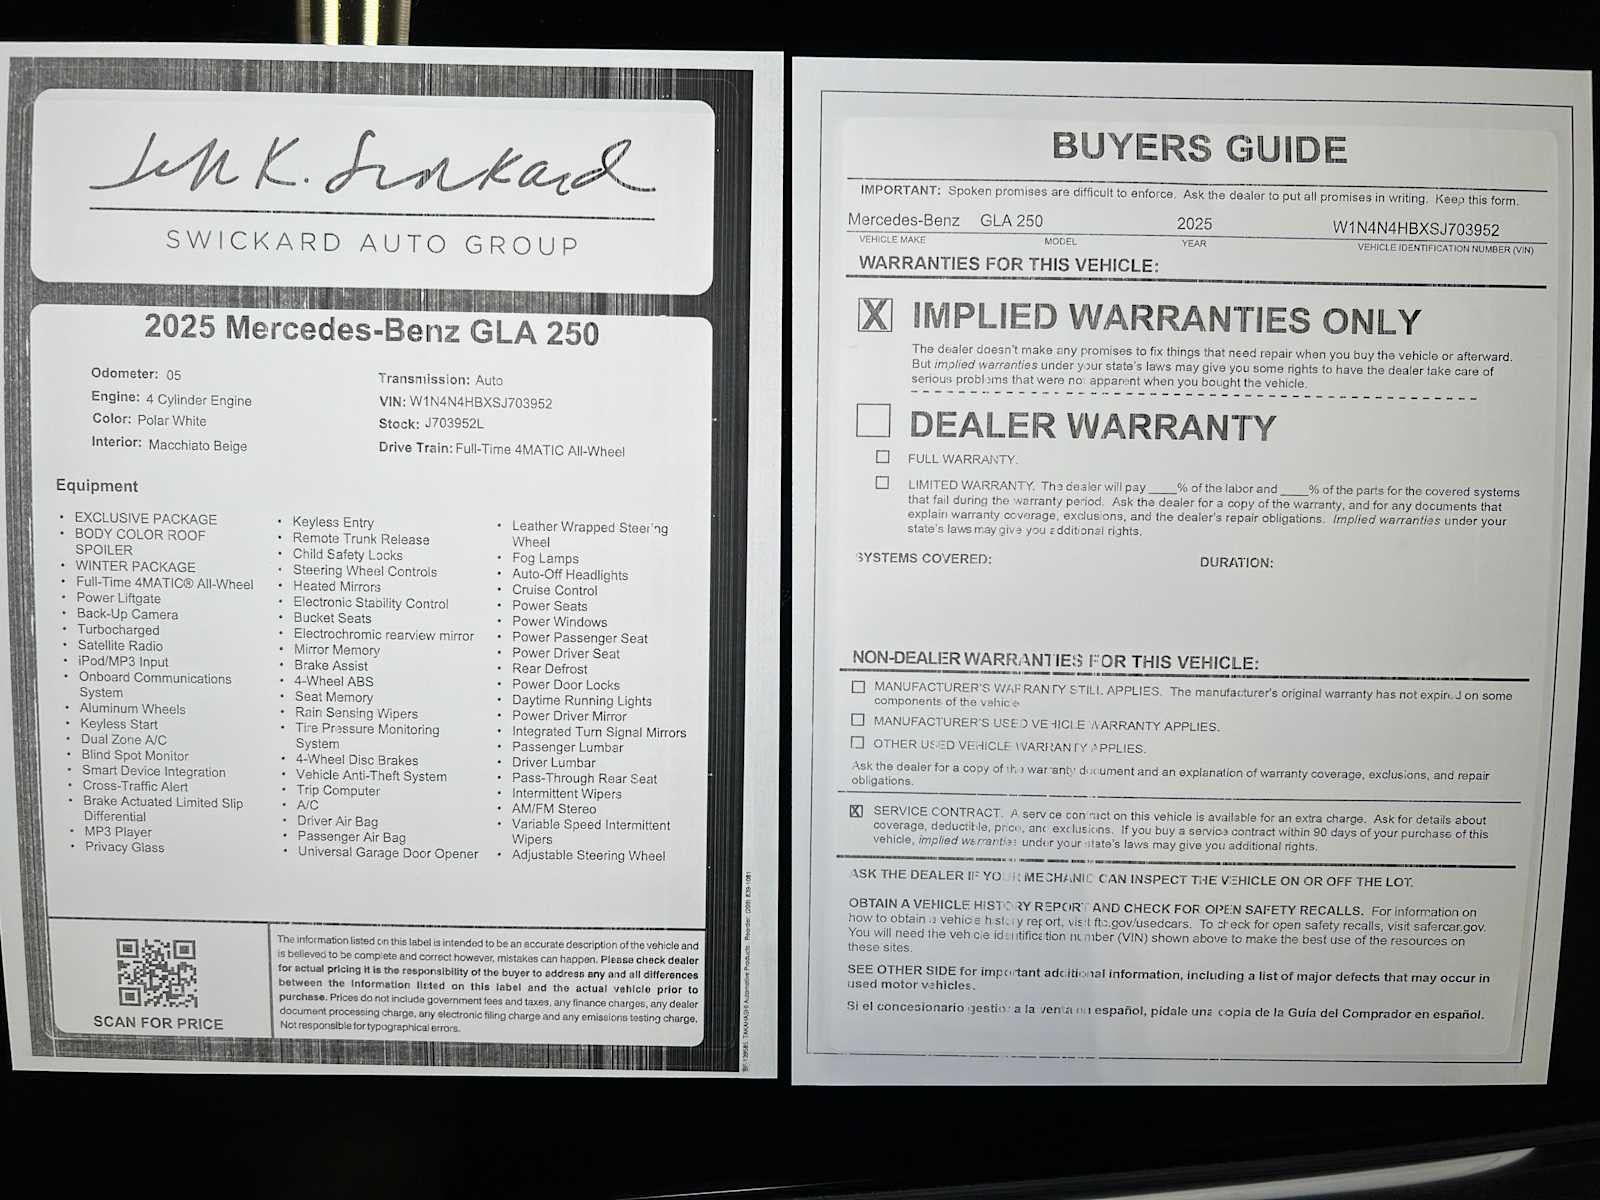 Jeff K. Swickard
SWICKARD AUTO GROUP
2025 Mercedes-Benz GLA 250
Odometer: 05
Engine: 4 Cylinder Engine
Color: Polar White
Interior: Macchiato Beige
Transmission: Auto
VIN: W1N4N4HBXSJ703952
Stock: J703952L
Drive Train: Full-Time 4MATIC All-Wheel
Equipment
• EXCLUSIVE PACKAGE
• BODY COLOR ROOF
SPOILER
• WINTER PACKAGE
• Full-Time 4MATIC® All-Wheel
• Power Liftgate
• Back-Up Camera
• Turbocharged
• Satellite Radio
• iPod/MP3 Input
• Onboard Communications
System
• Aluminum Wheels
• Keyless Start
• Dual Zone A/C
• Blind Spot Monitor
• Smart Device Integration
• Cross-Traffic Alert
• Brake Actuated Limited Slip
Differential
• MP3 Player
• Privacy Glass
• Keyless Entry
• Remote Trunk Release
• Child Safety Locks
• Steering Wheel Controls
• Heated Mirrors
• Electronic Stability Control
• Bucket Seats
• Electrochromic rearview mirror
• Mirror Memory
• Brake Assist
• 4-Wheel ABS
• Seat Memory
• Rain Sensing Wipers
• Tire Pressure Monitoring
System
• 4-Wheel Disc Brakes
• Vehicle Anti-Theft System
• Trip Computer
• A/C
• Driver Air Bag
• Passenger Air Bag
• Universal Garage Door Opener
• Leather Wrapped Steering
Wheel
• Fog Lamps
• Auto-Off Headlights
• Cruise Control
• Power Seats
• Power Windows
• Power Passenger Seat
• Power Driver Seat
• Rear Defrost
• Power Door Locks
• Daytime Running Lights
• Power Driver Mirror
• Integrated Turn Signal Mirrors
• Passenger Lumbar
• Driver Lumbar
• Pass-Through Rear Seat
• Intermittent Wipers
• AM/FM Stereo
• Variable Speed Intermittent
Wipers
• Adjustable Steering Wheel
SCAN FOR PRICE
The information listed on this label is intended to be an accurate description of the vehicle and
is believed to be complete and correct however, mistakes can happen. Please check dealer
for actual pricing it is the responsibility of the buyer to address any and all differences
between the Information listed on this label and the actual vehicle prior to
purchase. Prices do not include government fees and taxes, any finance charges, any dealer
document processing charge, any electronic filing charge and any emissions testing charge.
Not responsible for typographical errors.
TAKAHASHI Automotive Products Reorder:
BUYERS GUIDE
IMPORTANT: Spoken promises are difficult to enforce. Ask the dealer to put all promises in writing. Keep this form.
Mercedes-Benz GLA 250 2025 W1N4N4HBXSJ703952
VEHICLE MAKE MODEL YEAR VEHICLE IDENTIFICATION NUMBER (VIN)
WARRANTIES FOR THIS VEHICLE:
X IMPLIED WARRANTIES ONLY
The dealer doesn't make any promises to fix things that need repair when you buy the vehicle or afterward.
But implied warranties under your state's laws may give you some rights to have the dealer take care of
serious problems that were not apparent when you bought the vehicle.
DEALER WARRANTY
FULL WARRANTY.
LIMITED WARRANTY. The dealer will pay ____% of the labor and ____% of the parts for the covered systems
that fail during the warranty period. Ask the dealer for a copy of the warranty, and for any documents that
explain warranty coverage, exclusions, and the dealer's repair obligations. Implied warranties under your
state's laws may give you additional rights.
SYSTEMS COVERED: DURATION:
NON-DEALER WARRANTIES FOR THIS VEHICLE:
MANUFACTURER'S WARRANTY STILL APPLIES. The manufacturer's original warranty has not expired on some
components of the vehicle
MANUFACTURER'S USED VEHICLE WARRANTY APPLIES.
OTHER USED VEHICLE WARRANTY APPLIES.
Ask the dealer for a copy of the warranty document and an explanation of warranty coverage, exclusions, and repair
obligations.
X SERVICE CONTRACT. A service contract on this vehicle is available for an extra charge. Ask for details about
coverage, deductible, price, and exclusions. If you buy a service contract within 90 days of your purchase of this
vehicle, implied warranties under your state's laws may give you additional rights.
ASK THE DEALER IF YOUR MECHANIC CAN INSPECT THE VEHICLE ON OR OFF THE LOT.
OBTAIN A VEHICLE HISTORY REPORT AND CHECK FOR OPEN SAFETY RECALLS. For information on
how to obtain a vehicle history report, visit ftc.gov/usedcars. To check for open safety recalls, visit safercar.gov.
You will need the vehicle identification number (VIN) shown above to make the best use of the resources on
these sites.
SEE OTHER SIDE for important additional information, including a list of major defects that may occur in
used motor vehicles.
Si el concesionario gestiona la venta en español, pídale una copia de la Guía del Comprador en español.